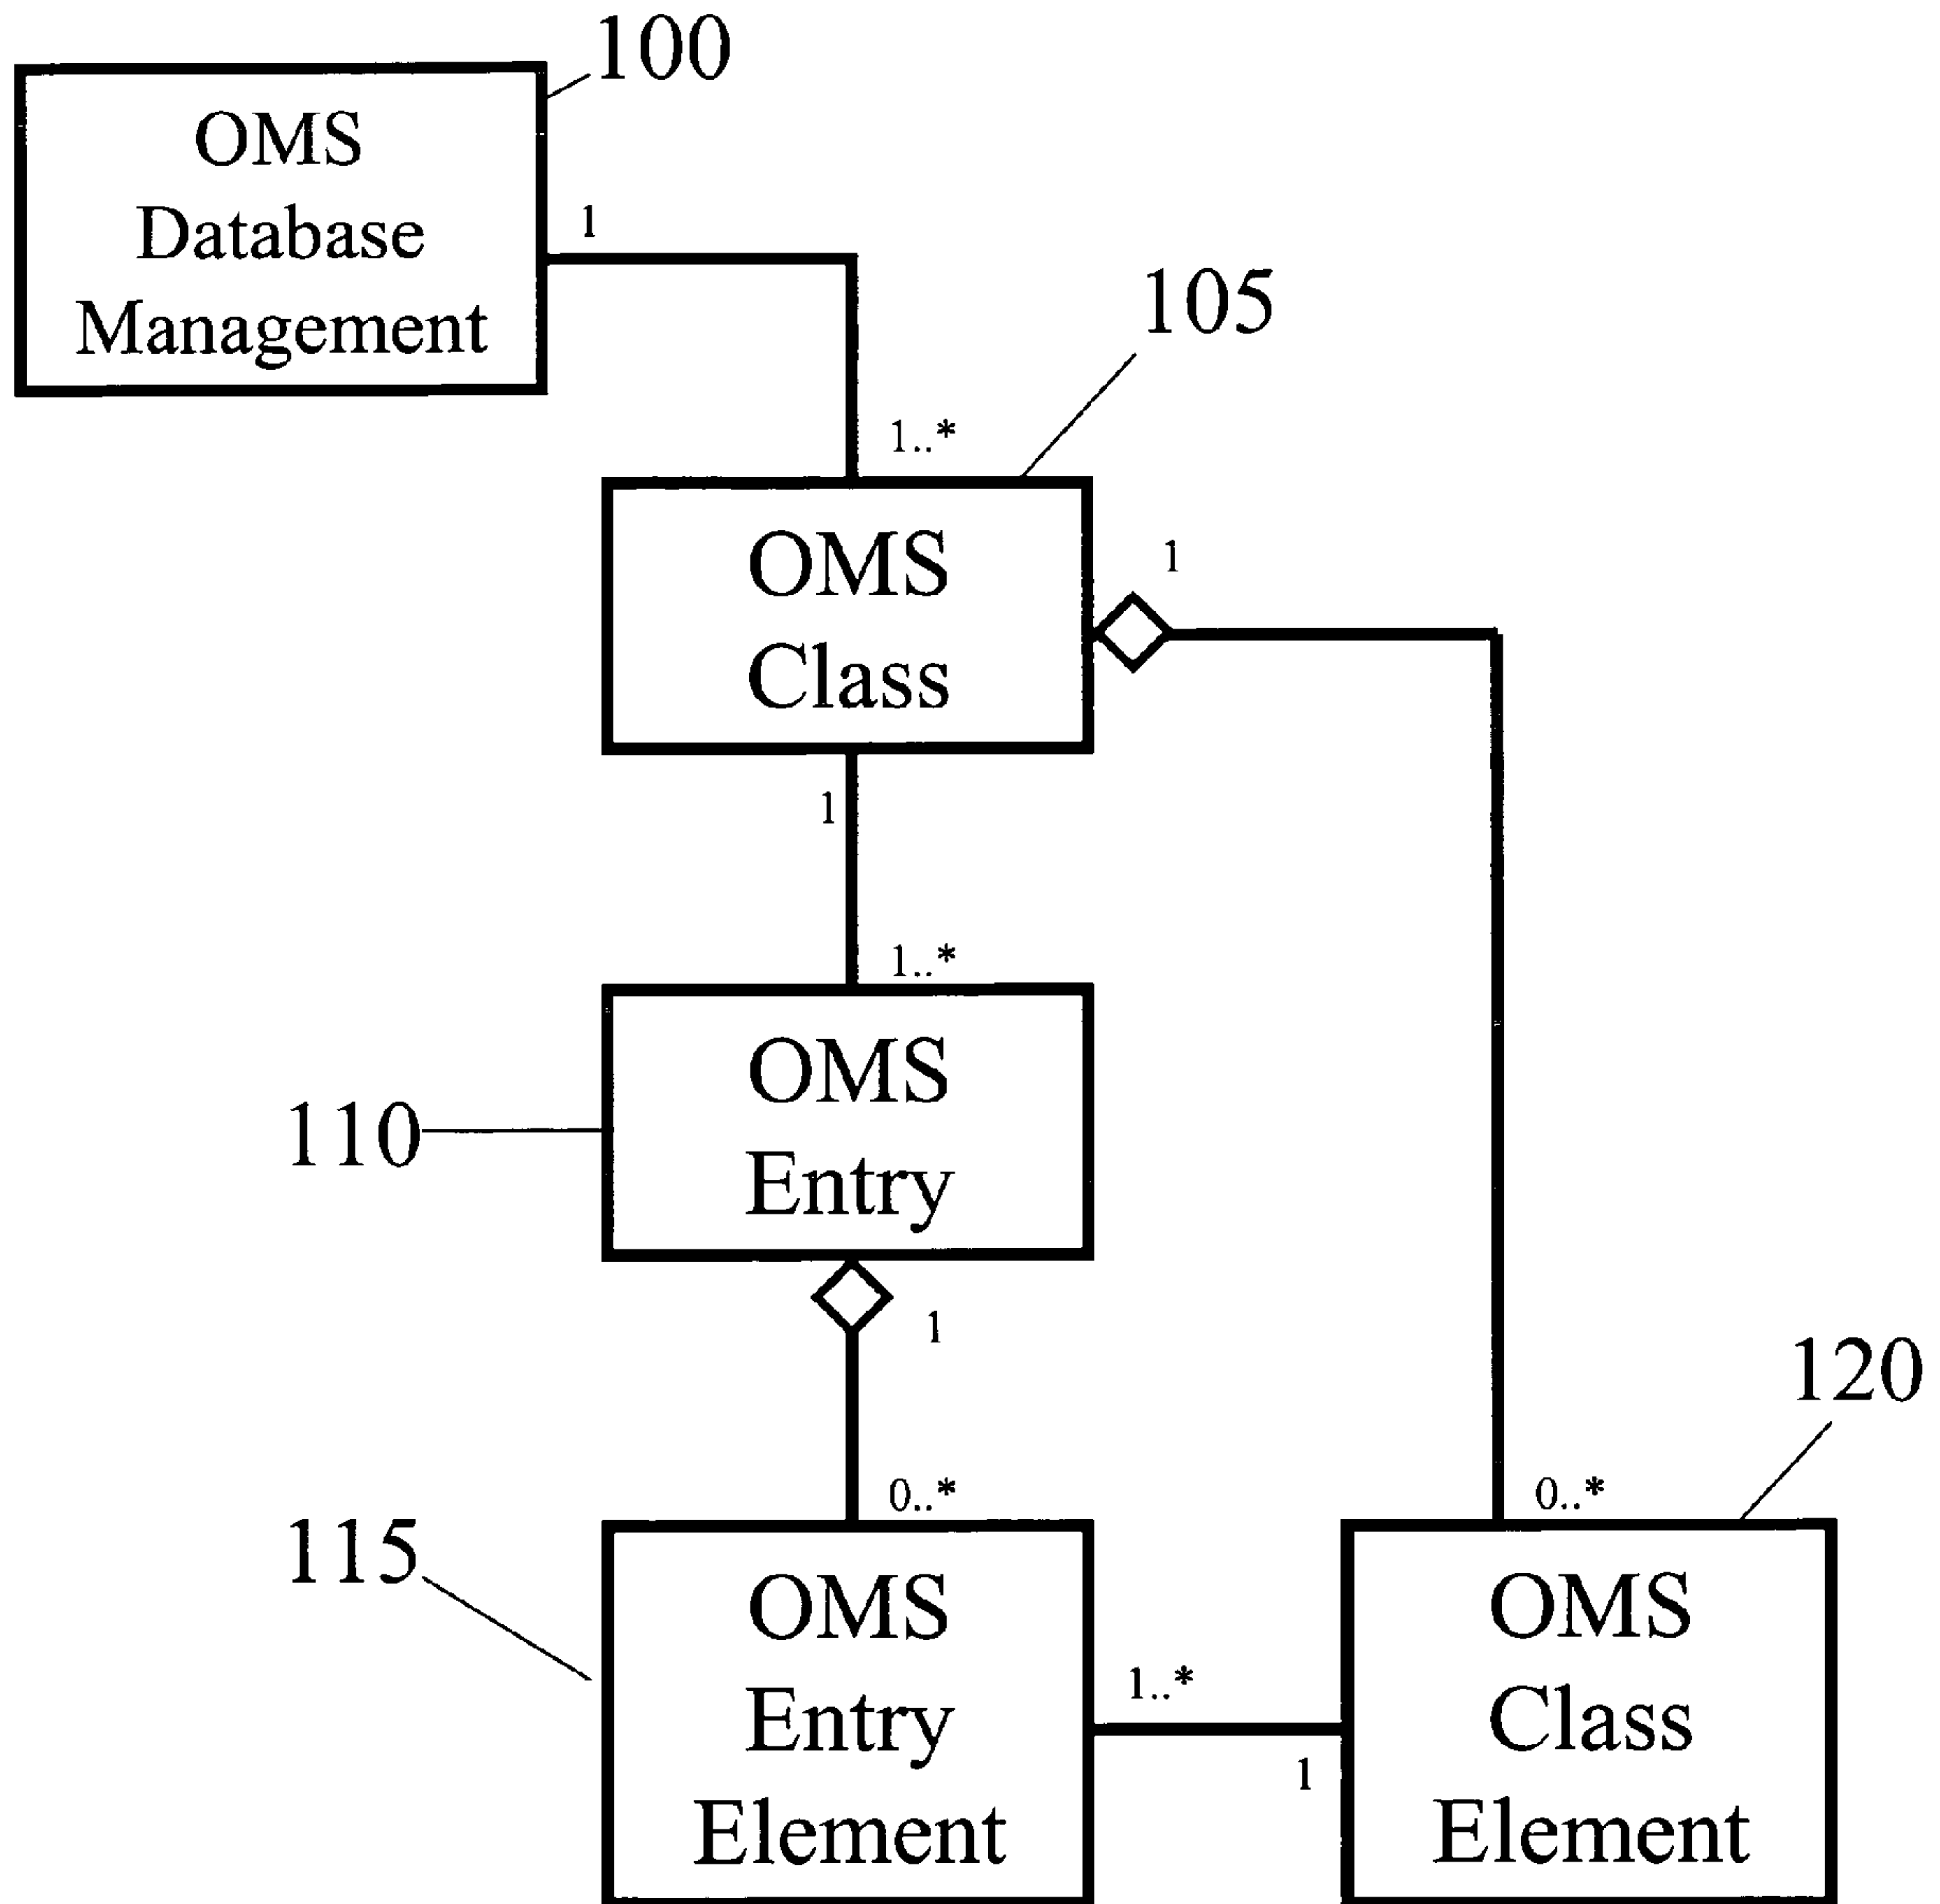 100
OMS
Database
Management
1
105
1..*
OMS
Class
1
1
1..*
OMS
Entry
110
1
120
0..*
0..*
115
OMS
Entry
Element
1..*
1
OMS
Class
Element